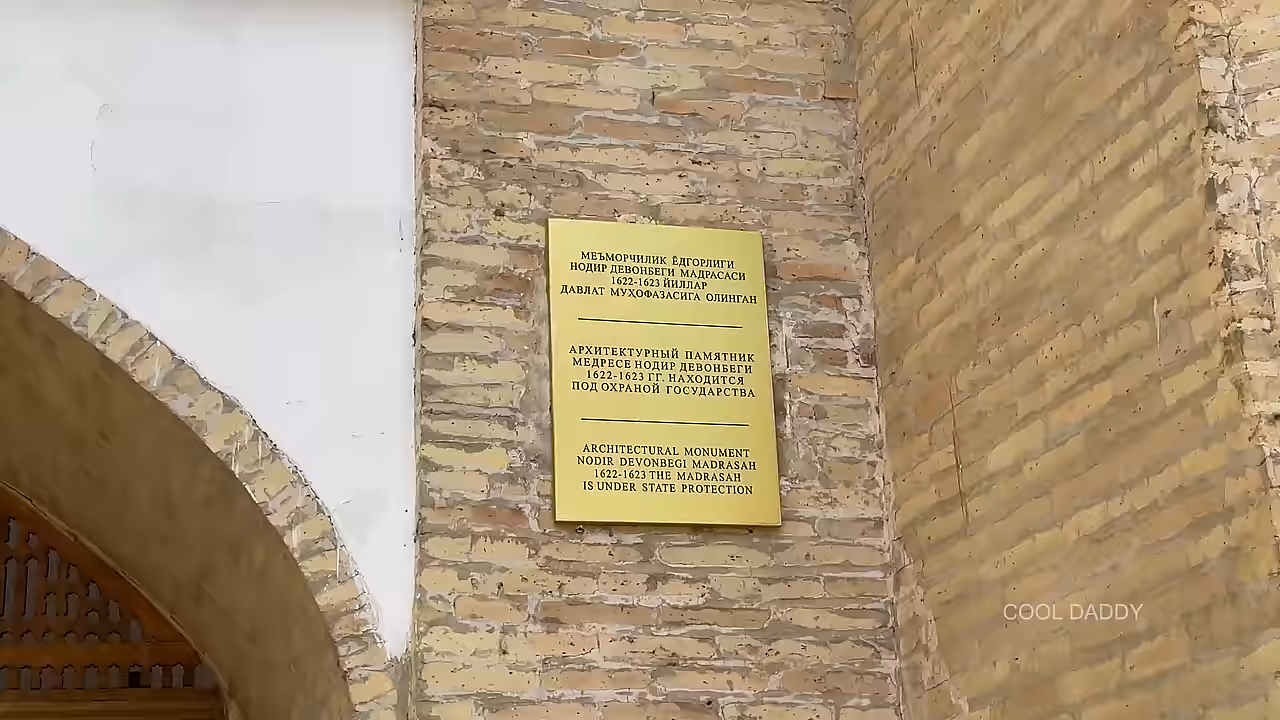 МЕЪМОРЧИЛИК ЁДГОРЛИГИ
НОДИР ДЕВОНБЕГИ МАДРАСАСИ
1622-1623 ЙИЛЛАР
ДАВЛАТ МУҲОФАЗАСИГА ОЛИНГАН
АРХИТЕКТУРНЫЙ ПАМЯТНИК
МЕДРЕСЕ НОДИР ДЕВОНБЕГИ
1622-1623 ГГ. НАХОДИТСЯ
ПОД ОХРАНОЙ ГОСУДАРСТВА
ARCHITECTURAL MONUMENT
NODIR DEVONBEGI MADRASAH
1622-1623 THE MADRASAH
IS UNDER STATE PROTECTION
COOL DADDY